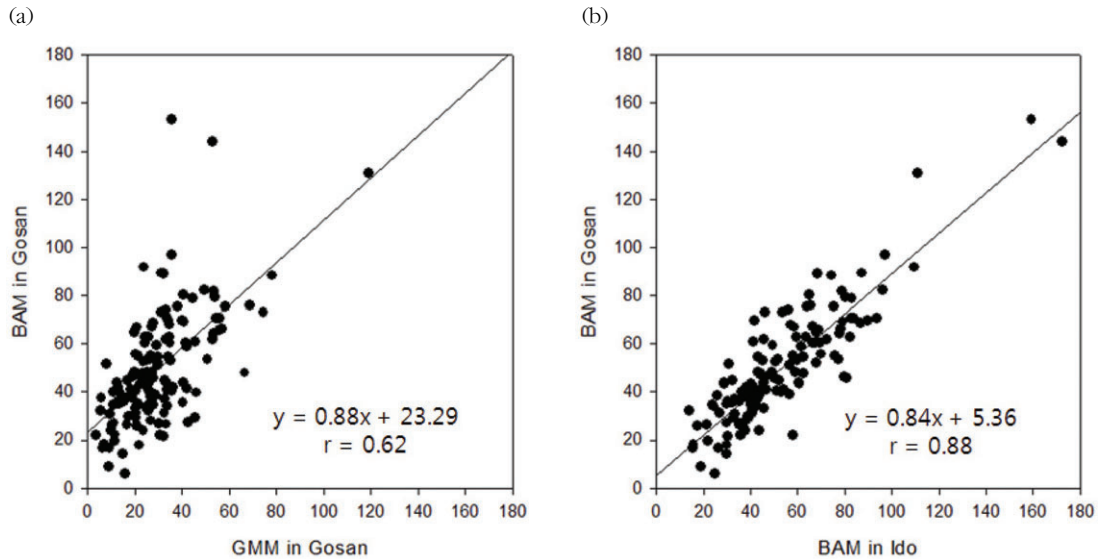 (a)
180
160
140
120
100
80
60
40
20
0
BAM in Gosan
y = 0.88x + 23.29
r = 0.62
0 20 40 60 80 100 120 140 160 180
GMM in Gosan
(b)
180
160
140
120
100
80
60
40
20
0
BAM in Gosan
y = 0.84x + 5.36
r = 0.88
0 20 40 60 80 100 120 140 160 180
BAM in Ido